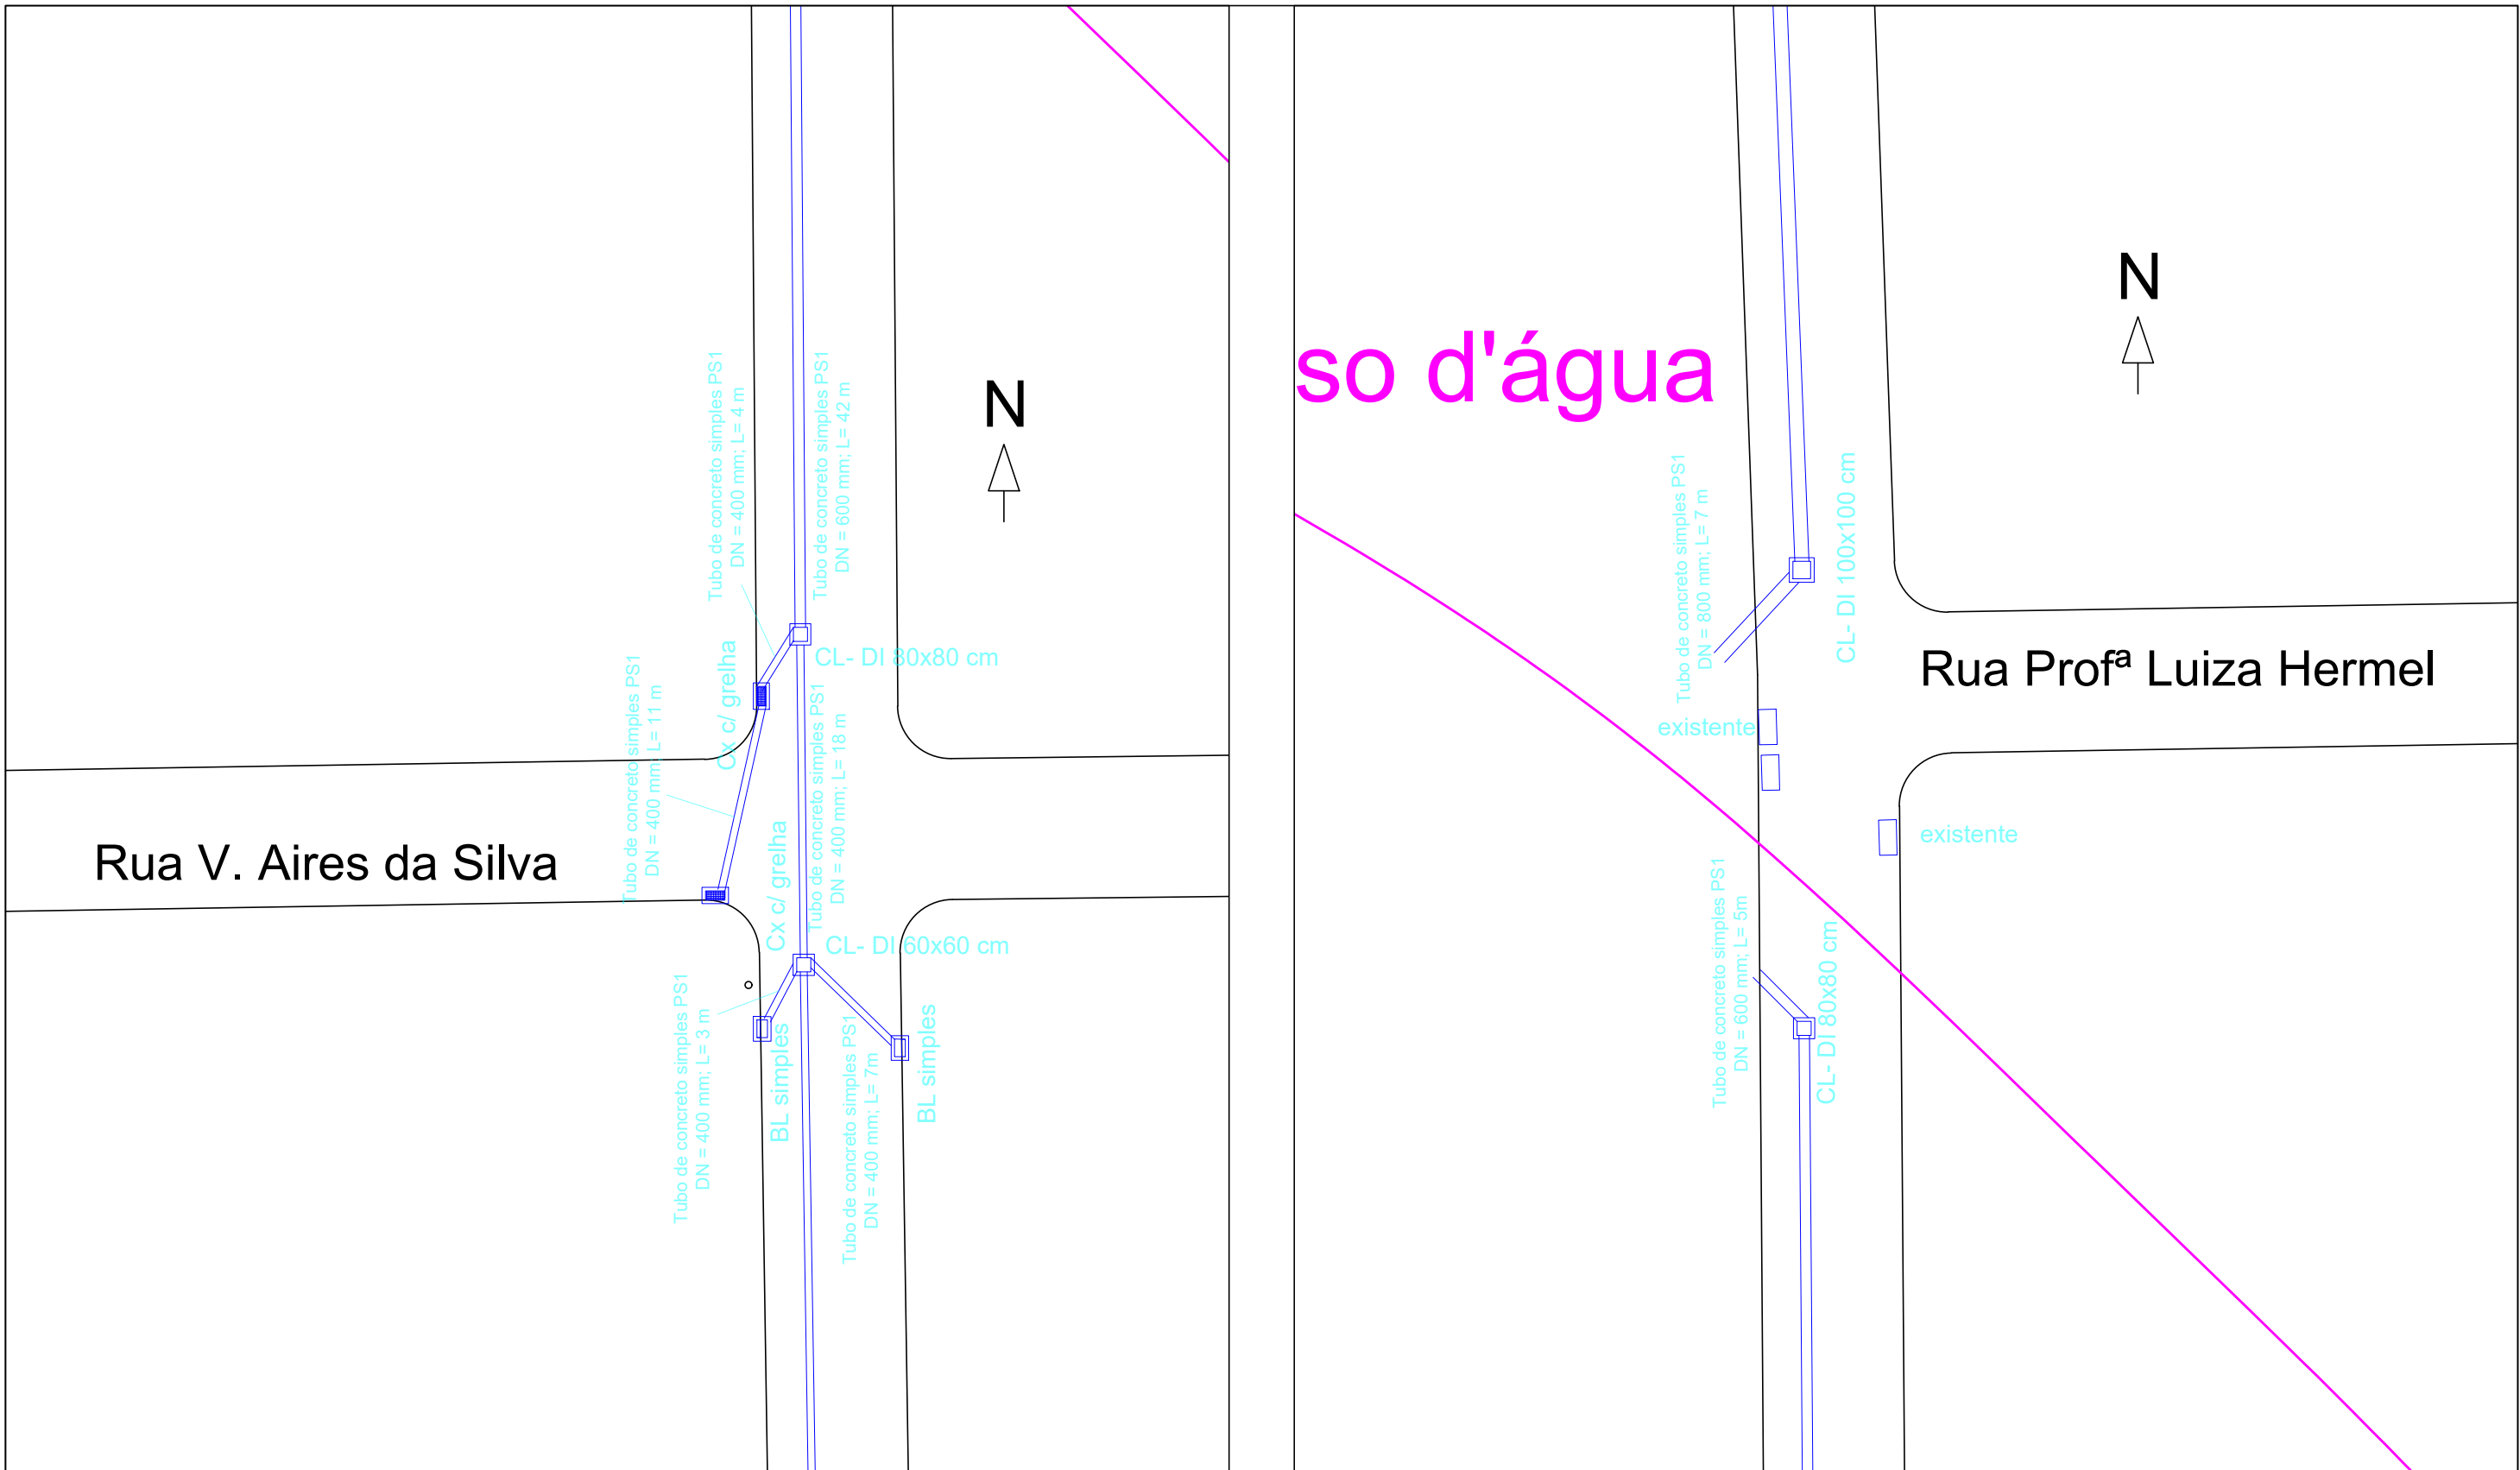 Tubo de concreto simples PS1
DN = 400 mm; L= 4 m
Tubo de concreto simples PS1
DN = 600 mm; L= 42 m
N
CL- DI 80x80 cm
Cx c/ grelha
Tubo de concreto simples PS1
DN = 400 mm L= 11 m
Tubo de concreto simples PS1
DN = 400 mm; L= 18 m
Rua V. Aires da Silva
Cx c/ grelha
CL- DI 60x60 cm
Tubo de concreto simples PS1
DN = 400 mm; L= 3 m
BL simples
Tubo de concreto simples PS1
DN = 400 mm; L= 7m
BL simples
so d'água
N
Tubo de concreto simples PS1
DN = 800 mm; L= 7 m
CL- DI 100x100 cm
Rua Profª Luiza Hermel
existente
existente
Tubo de concreto simples PS1
DN = 600 mm; L= 5m
CL- DI 80x80 cm